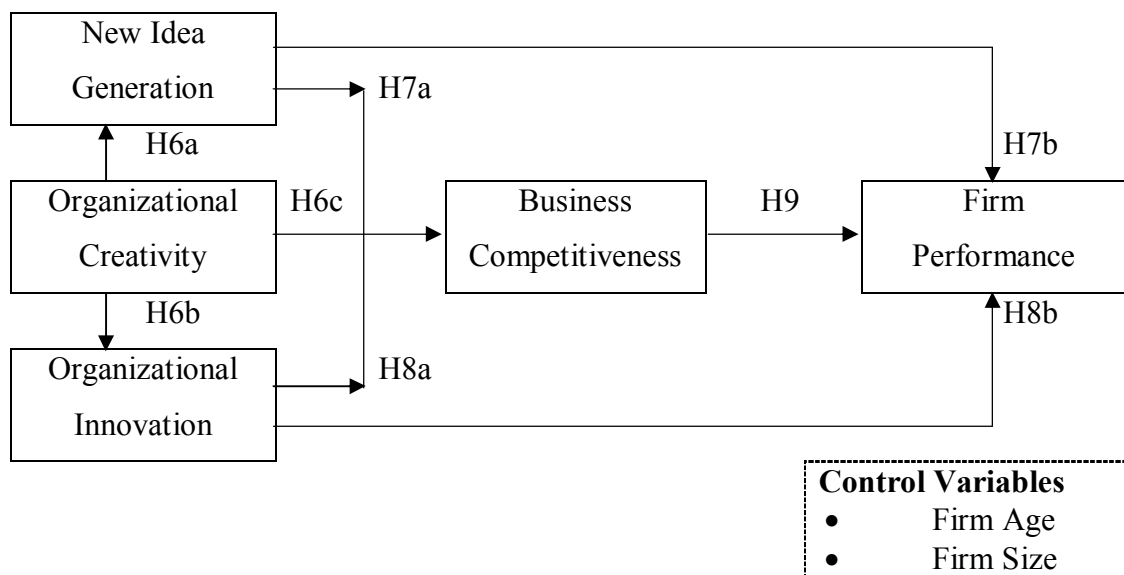 New Idea
Generation
H7a
H6a
H7b
Organizational
Creativity
H6c
Business
Competitiveness
H9
Firm
Performance
H6b
H8b
Organizational
Innovation
H8a
Control Variables
• Firm Age
• Firm Size